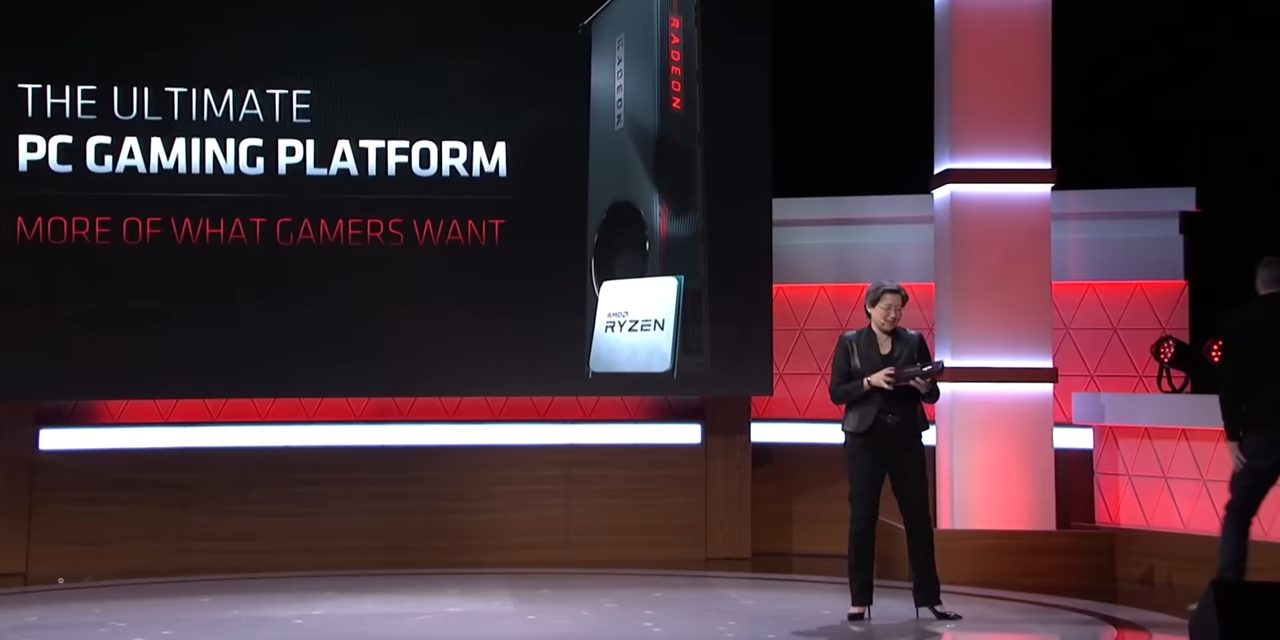 THE ULTIMATE
PC GAMING PLATFORM
MORE OF WHAT GAMERS WANT
RADEON
RADEON
AMD
RYZEN